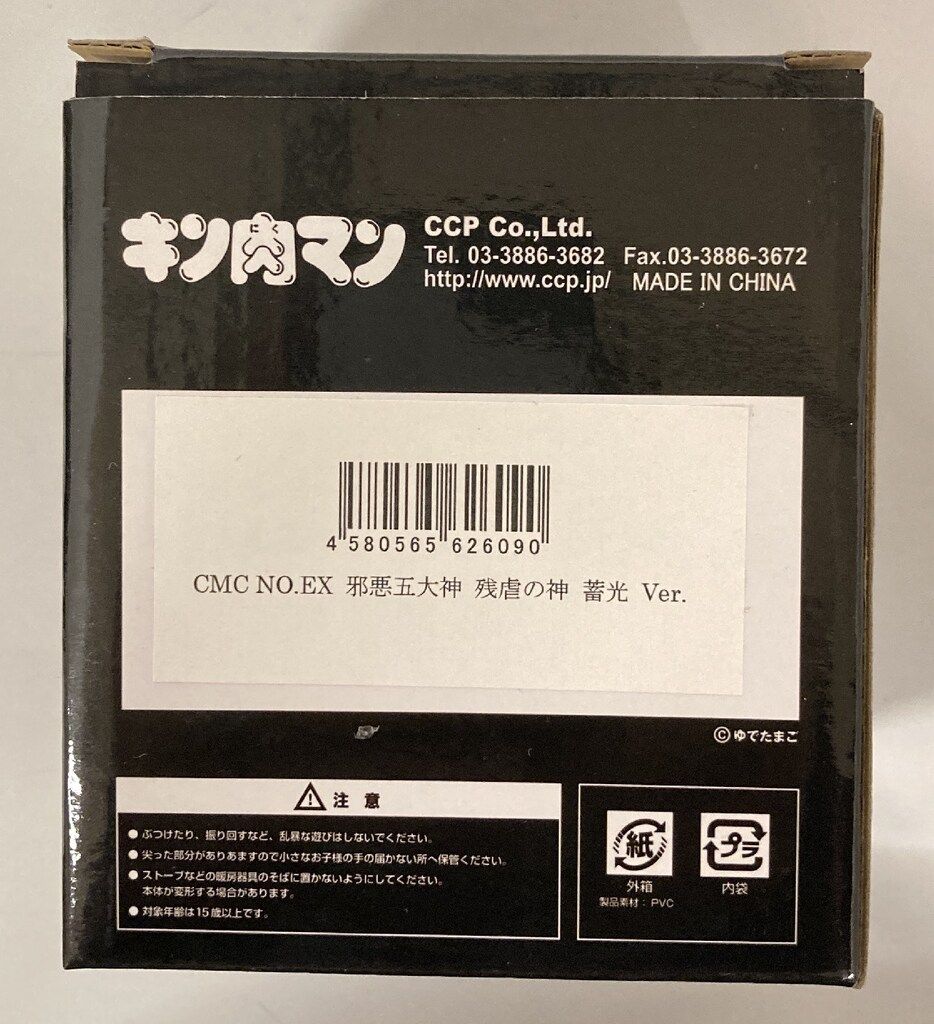 キン肉マン
CCP Co.,Ltd.
Tel. 03-3886-3682 Fax.03-3886-3672
http://www.ccp.jp/ MADE IN CHINA
4 580565 626090
CMC NO.EX 邪悪五大神 残虐の神 蓄光 Ver.
©ゆでたまご
注意
●ぶつけたり、振り回すなど、乱暴な遊びはしないでください。
●尖った部分がありあますので小さなお子様の手の届かない所へ保管ください。
●ストーブなどの暖房器具のそばに置かないようにしてください。
本体が変形する場合があります。
●対象年齢は15歳以上です。
紙
外箱
プラ
内袋
製品素材：PVC